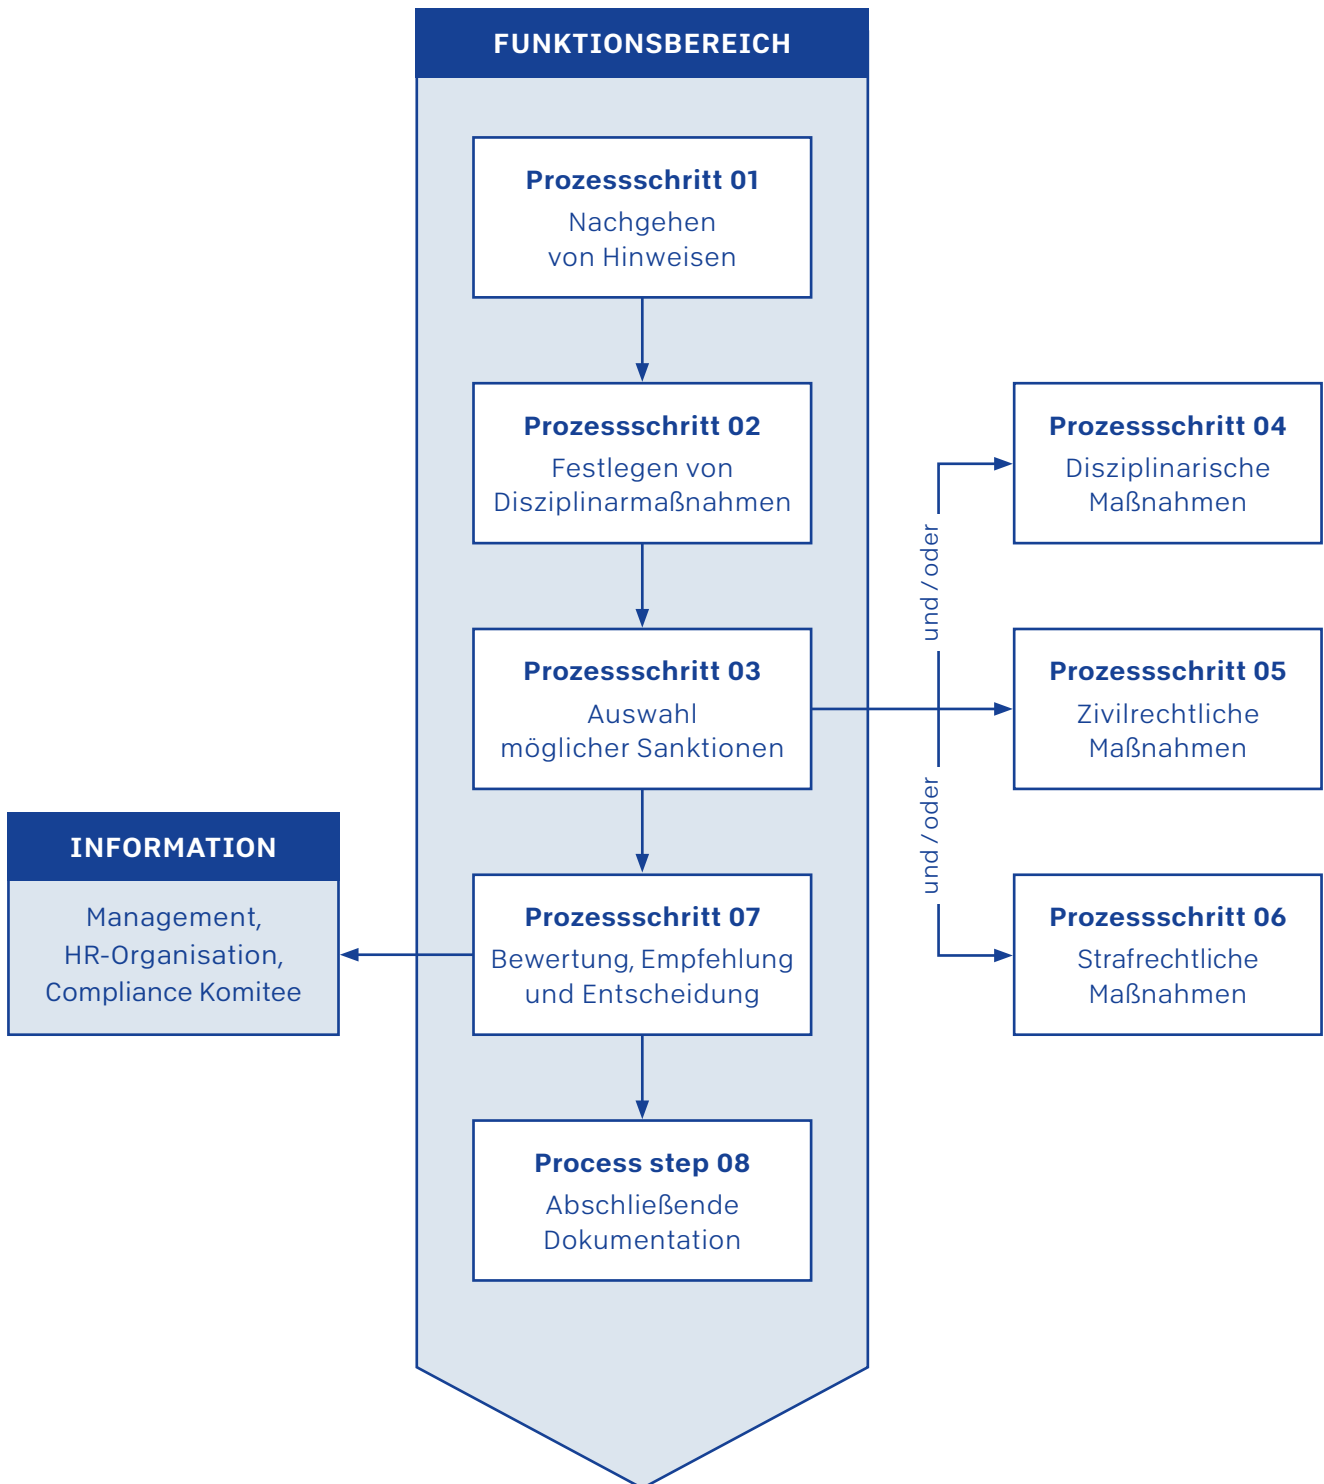 FUNKTIONSBEREICH
Prozessschritt 01
Nachgehen
von Hinweisen
Prozessschritt 02
Festlegen von
Disziplinarmaßnahmen
Prozessschritt 03
Auswahl
möglicher Sanktionen
und / oder
und / oder
Prozessschritt 04
Disziplinarische
Maßnahmen
Prozessschritt 05
Zivilrechtliche
Maßnahmen
Prozessschritt 06
Strafrechtliche
Maßnahmen
Prozessschritt 07
Bewertung, Empfehlung
und Entscheidung
INFORMATION
Management,
HR-Organisation,
Compliance Komitee
Process step 08
Abschließende
Dokumentation